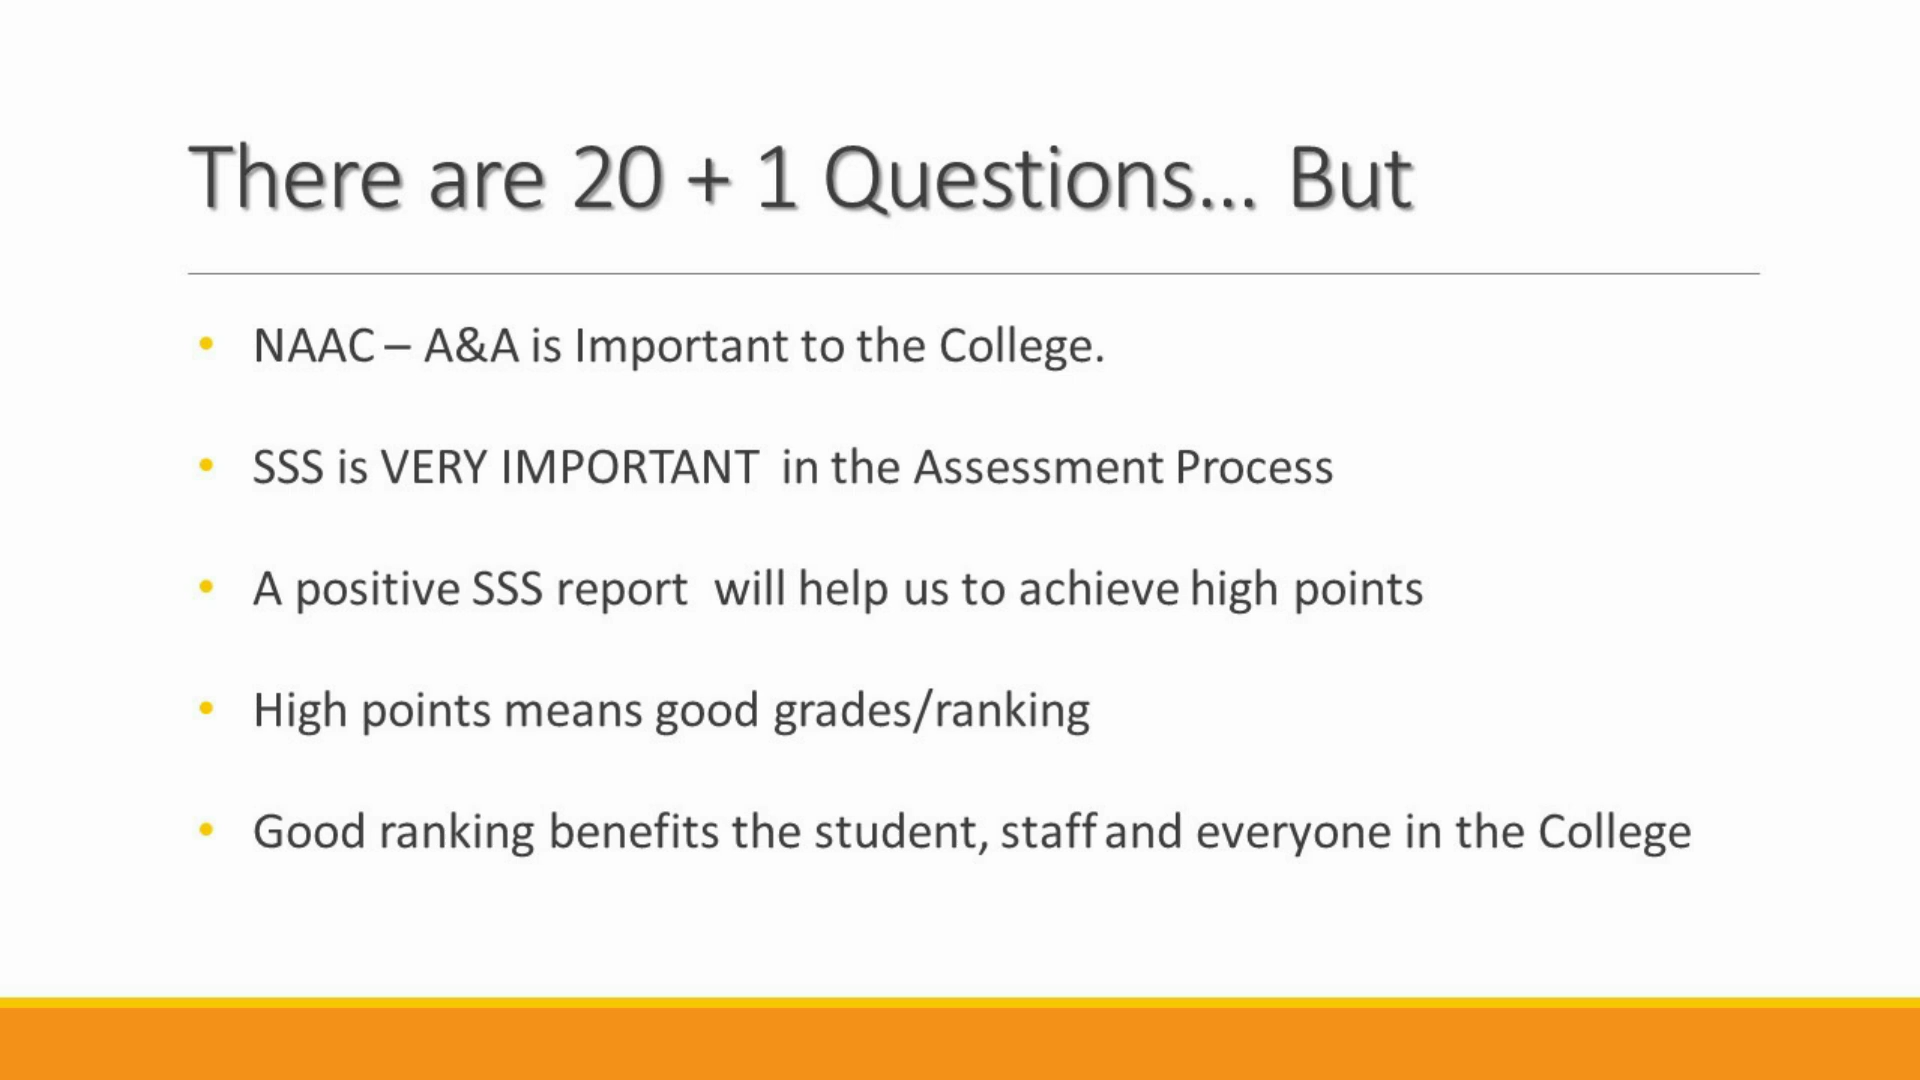 There are 20 + 1 Questions... But
• NAAC – A&A is Important to the College.
• SSS is VERY IMPORTANT in the Assessment Process
• A positive SSS report will help us to achieve high points
• High points means good grades/ranking
• Good ranking benefits the student, staff and everyone in the College